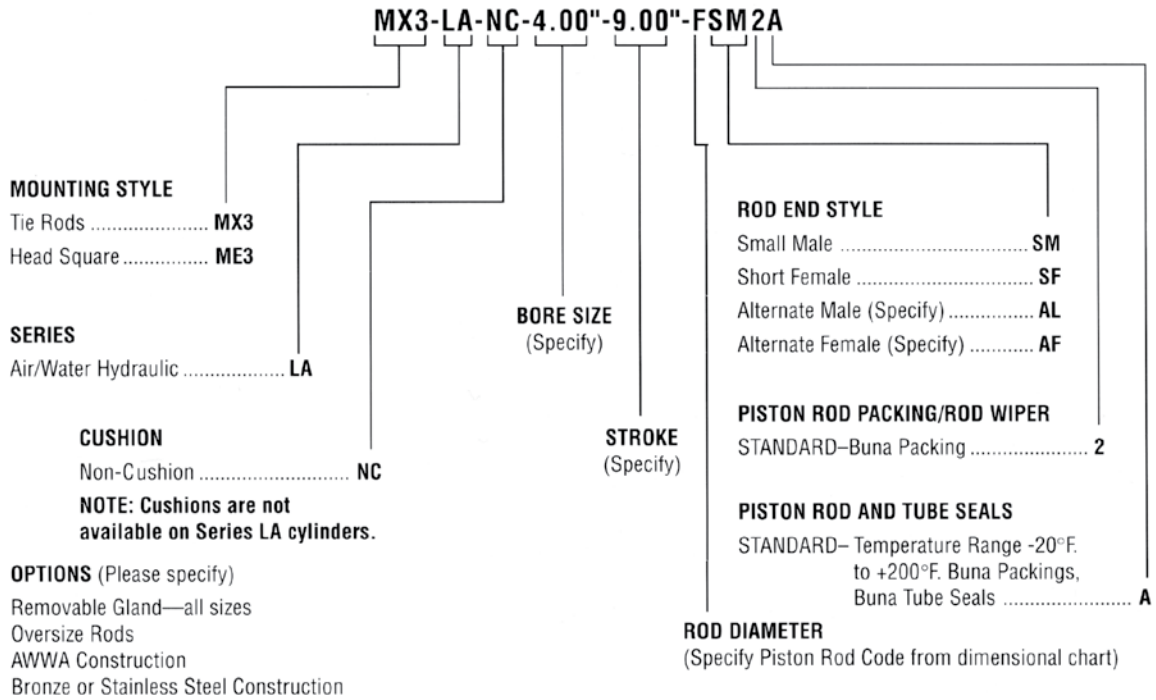 MX3-LA-NC-4.00"-9.00"-FSM2A
MOUNTING STYLE
Tie Rods ...................... MX3
Head Square ................ ME3
SERIES
Air/Water Hydraulic ................... LA
CUSHION
Non-Cushion ............................ NC
NOTE: Cushions are not
available on Series LA cylinders.
OPTIONS (Please specify)
Removable Gland—all sizes
Oversize Rods
AWWA Construction
Bronze or Stainless Steel Construction
BORE SIZE
(Specify)
STROKE
(Specify)
ROD END STYLE
Small Male ................................ SM
Short Female .............................. SF
Alternate Male (Specify) ............... AL
Alternate Female (Specify) ............ AF
PISTON ROD PACKING/ROD WIPER
STANDARD–Buna Packing ...................... 2
PISTON ROD AND TUBE SEALS
STANDARD– Temperature Range -20°F.
to +200°F. Buna Packings,
Buna Tube Seals ........................ A
ROD DIAMETER
(Specify Piston Rod Code from dimensional chart)